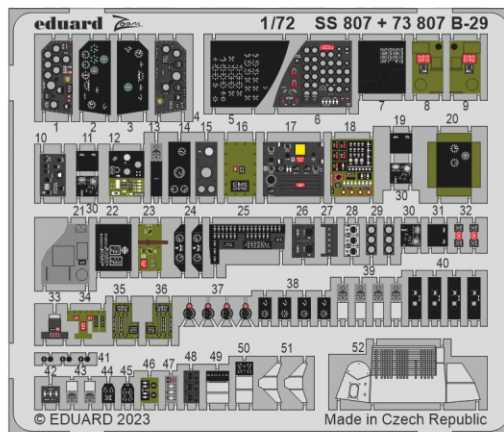 eduard Zoom 1/72 SS 807 + 73 807 B-29
4
1 2 3 13 14 5 6 7 8 9
10 11 12 15 16 17 18 19 20
30 30
21 22 23 24 25 26 27 28 29 30 31 32
39 40
33 34 35 36 37 38
41
42 43 44 45 46 47 48 49 50 51 52
© EDUARD 2023 Made in Czech Republic